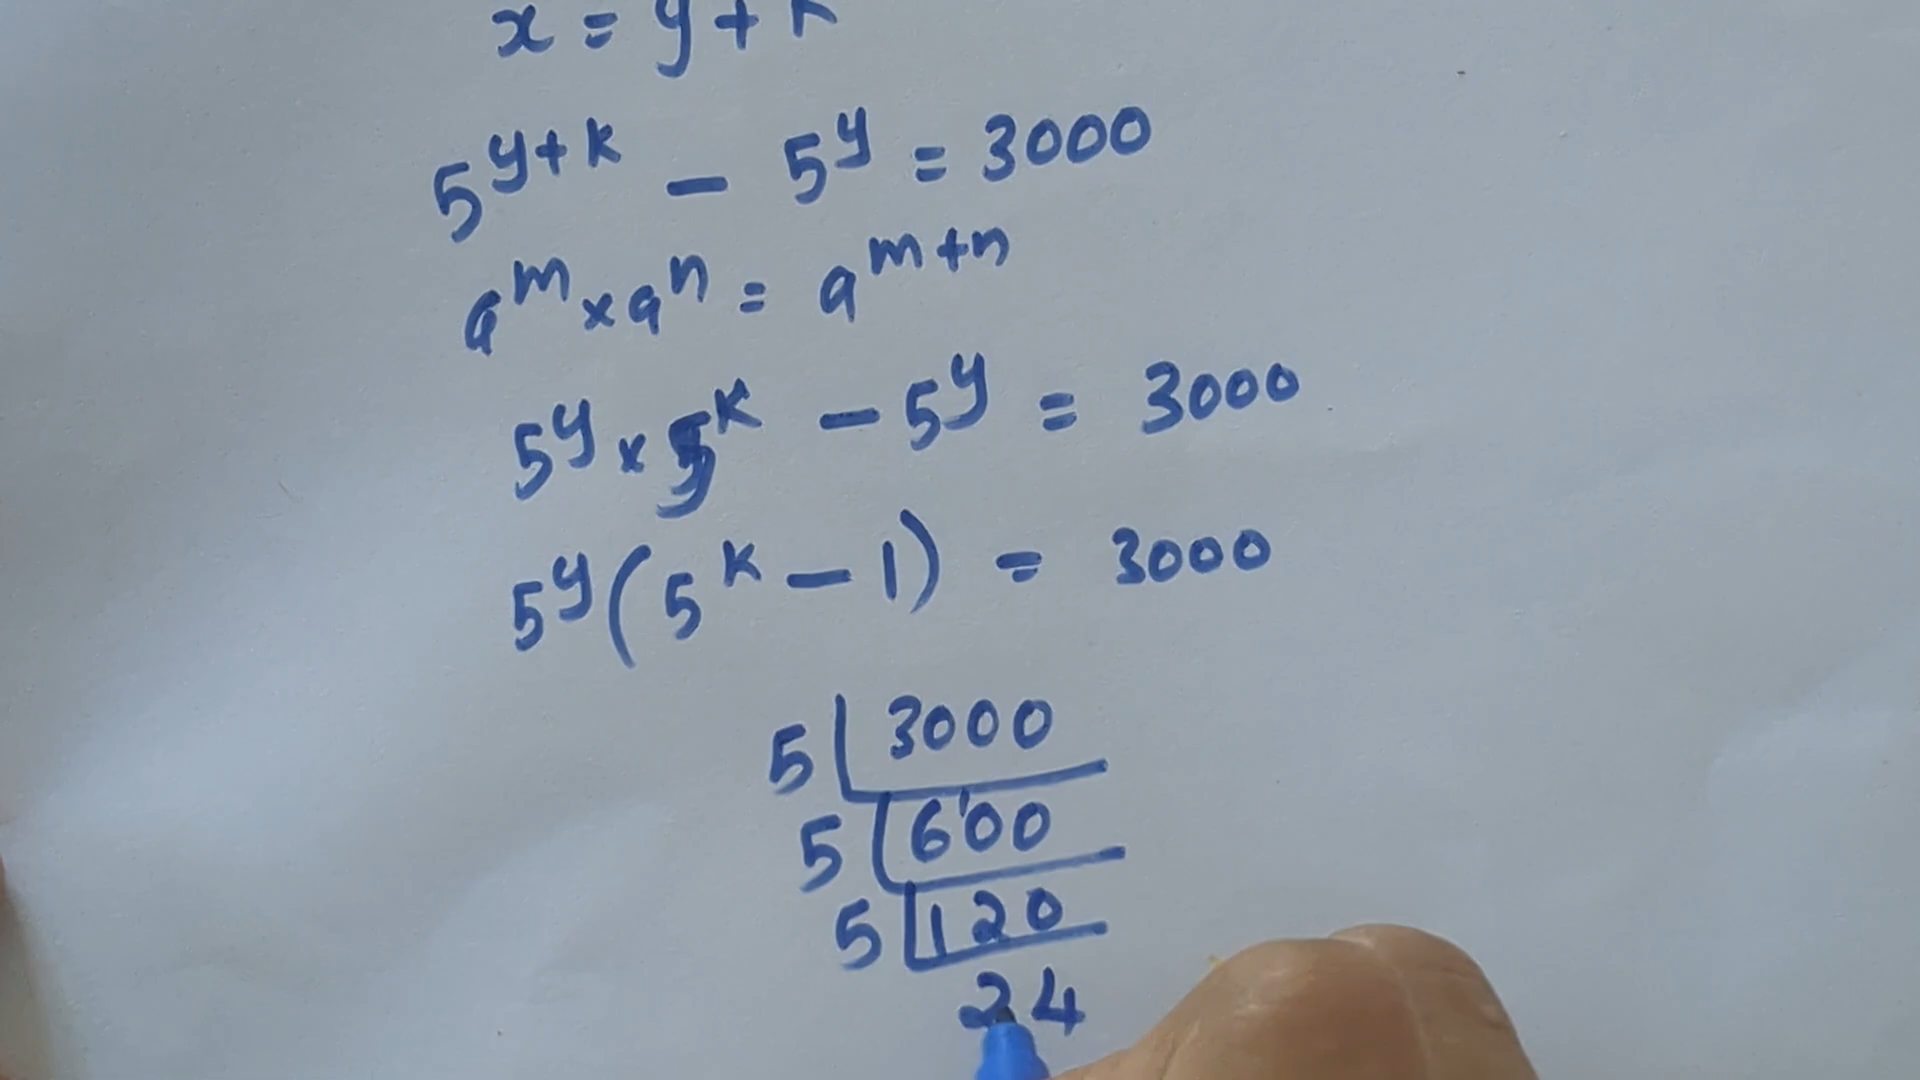 x = y + k
5^{y+k} - 5^y = 3000
a^m × a^n = a^{m+n}
5^y × 5^k - 5^y = 3000
5^y (5^k - 1) = 3000
5 | 3000
5 | 600
5 | 120
24